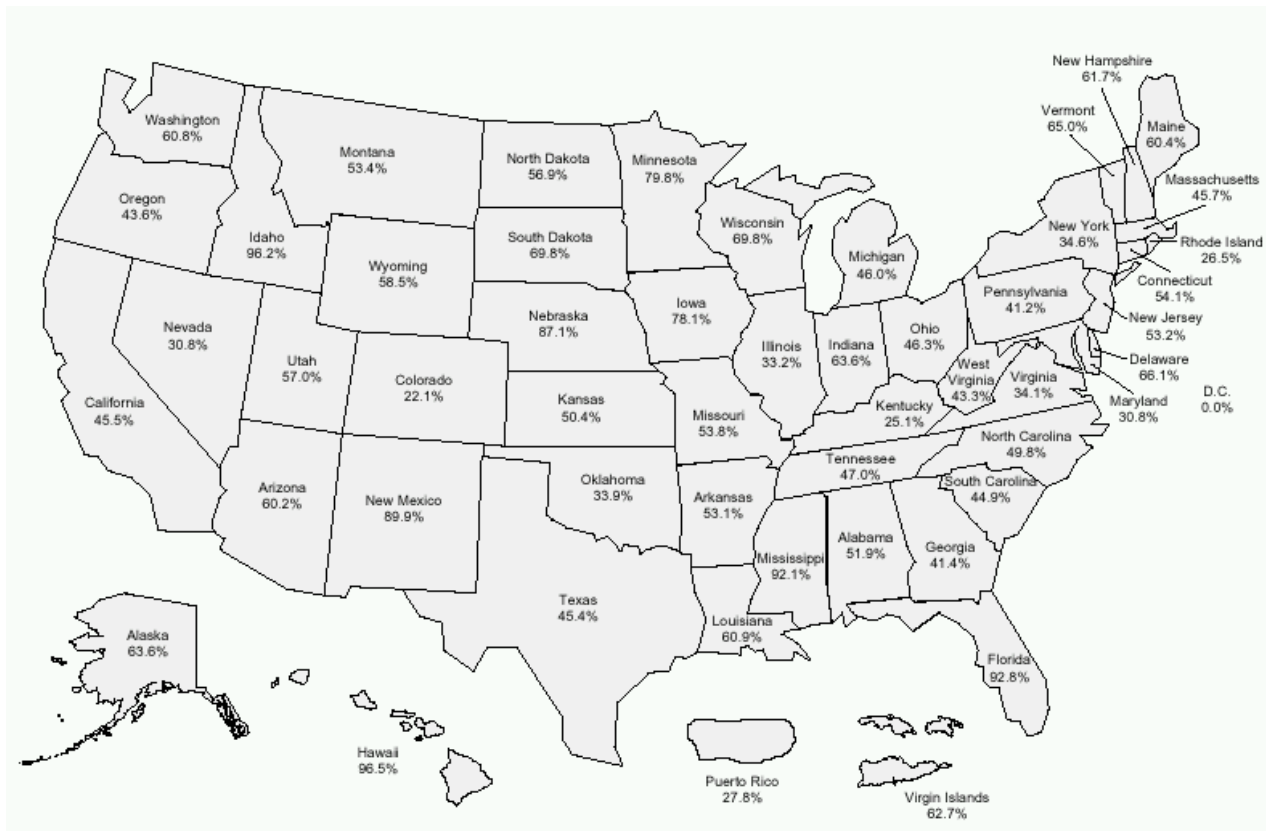 New Hampshire
61.7%
Vermont
65.0%
Maine
60.4%
Washington
60.8%
Montana
53.4%
North Dakota
56.9%
Minnesota
79.8%
Massachusetts
45.7%
Oregon
43.6%
Idaho
96.2%
Wyoming
58.5%
South Dakota
69.8%
Wisconsin
69.8%
Michigan
46.0%
New York
34.6%
Rhode Island
26.5%
Connecticut
54.1%
Pennsylvania
41.2%
New Jersey
53.2%
Nevada
30.8%
Utah
57.0%
Nebraska
87.1%
Iowa
78.1%
Illinois
33.2%
Indiana
63.6%
Ohio
46.3%
Delaware
66.1%
Colorado
22.1%
Kansas
50.4%
Missouri
53.8%
Kentucky
25.1%
West
Virginia
43.3%
Virginia
34.1%
Maryland
30.8%
D.C.
0.0%
California
45.5%
North Carolina
49.8%
Tennessee
47.0%
South Carolina
44.9%
Arizona
60.2%
New Mexico
89.9%
Oklahoma
33.9%
Arkansas
53.1%
Mississippi
92.1%
Alabama
51.9%
Georgia
41.4%
Texas
45.4%
Louisiana
60.9%
Florida
92.8%
Alaska
63.6%
Hawaii
96.5%
Puerto Rico
27.8%
Virgin Islands
62.7%